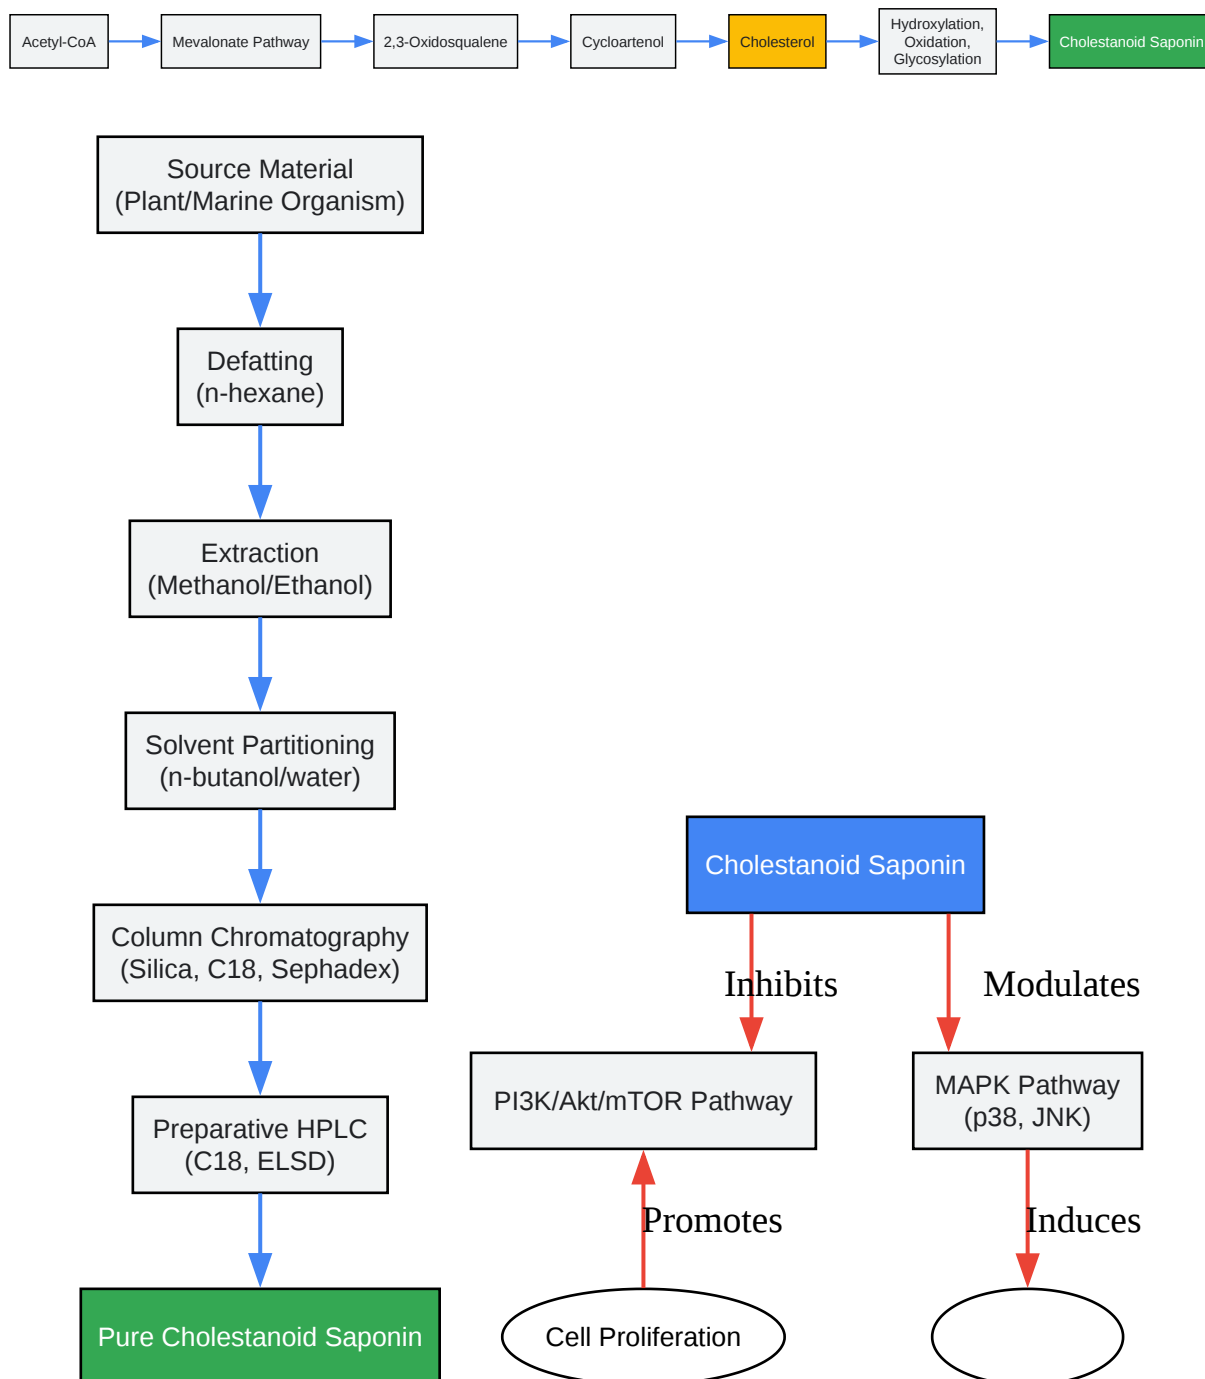 Acetyl-CoA
Mevalonate Pathway
2,3-Oxidosqualene
Cycloartenol
Cholesterol
Hydroxylation,
Oxidation,
Glycosylation
Cholestanoid Saponin
Source Material
(Plant/Marine Organism)
Defatting
(n-hexane)
Extraction
(Methanol/Ethanol)
Solvent Partitioning
(n-butanol/water)
Column Chromatography
(Silica, C18, Sephadex)
Preparative HPLC
(C18, ELSD)
Pure Cholestanoid Saponin
Cholestanoid Saponin
Inhibits
Modulates
PI3K/Akt/mTOR Pathway
MAPK Pathway
(p38, JNK)
Promotes
Induces
Cell Proliferation